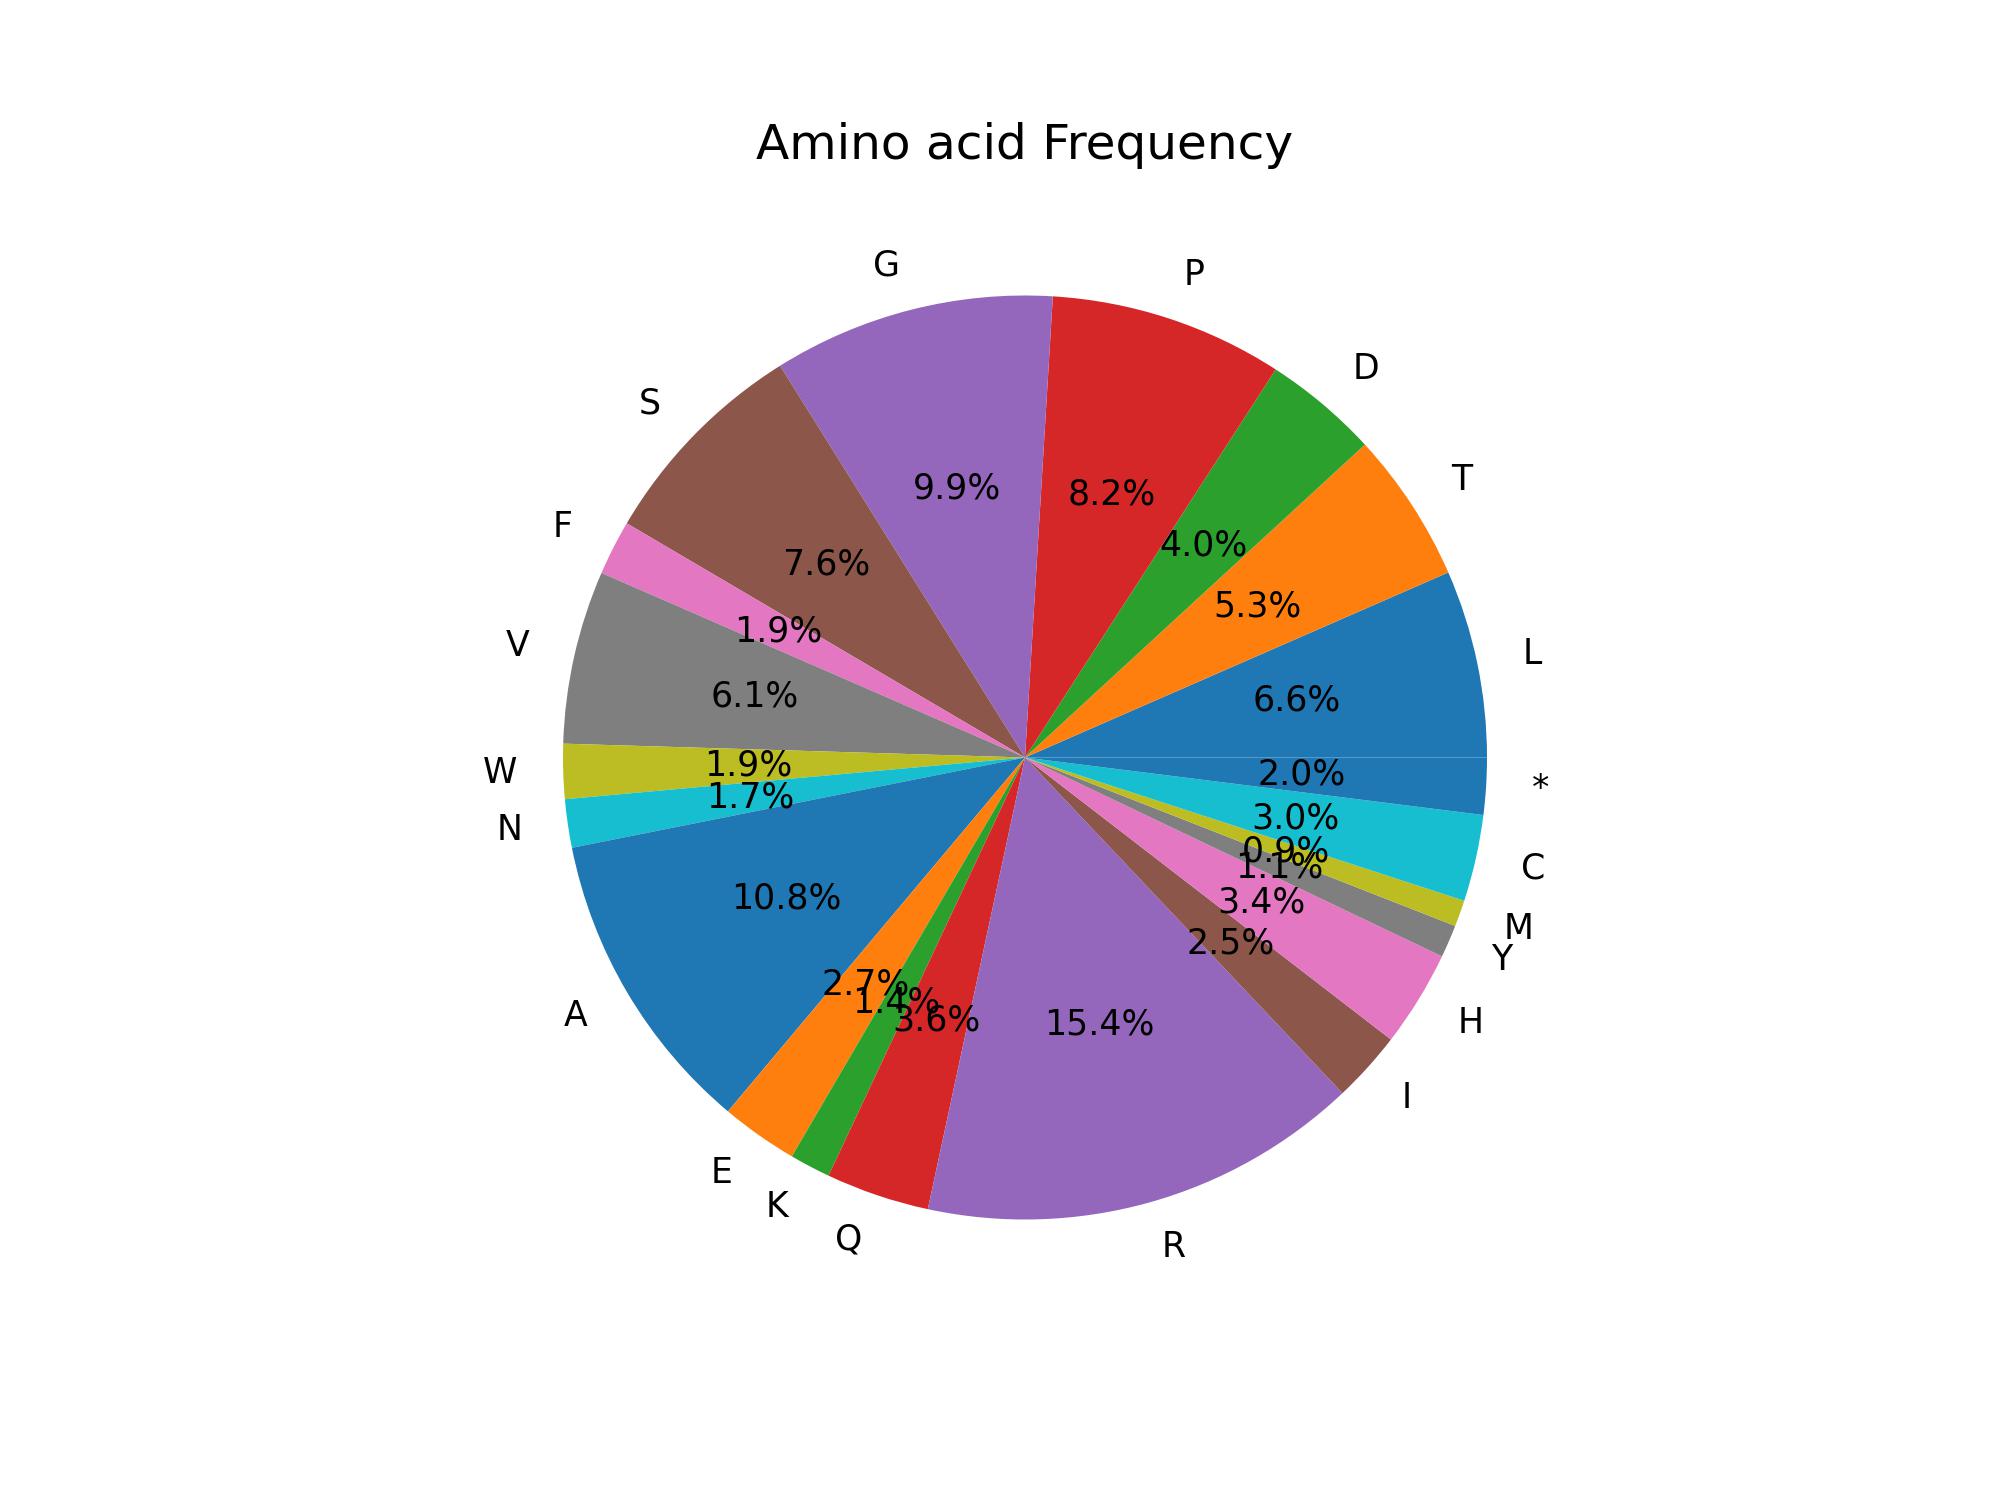 Amino acid Frequency
G
P
D
S
T
F
9.9%
8.2%
4.0%
7.6%
5.3%
1.9%
V
L
6.1%
6.6%
W
1.9%
2.0%
*
N
1.7%
3.0%
0.9%
1.1%
C
10.8%
3.4%
M
2.5%
Y
2.7%
1.4%
3.6%
15.4%
A
H
I
E
K
Q
R